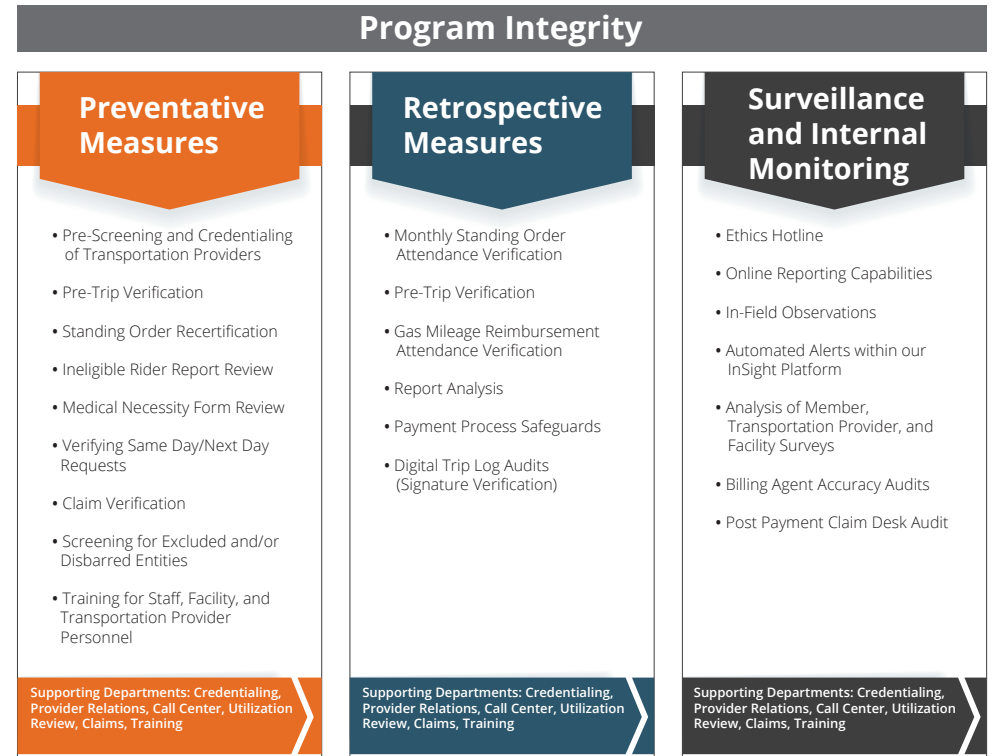 Program Integrity
Preventative
Measures
• Pre-Screening and Credentialing
of Transportation Providers
• Pre-Trip Verification
• Standing Order Recertification
• Ineligible Rider Report Review
• Medical Necessity Form Review
• Verifying Same Day/Next Day
Requests
• Claim Verification
• Screening for Excluded and/or
Disbarred Entities
• Training for Staff, Facility, and
Transportation Provider
Personnel
Supporting Departments: Credentialing,
Provider Relations, Call Center, Utilization
Review, Claims, Training
Retrospective
Measures
• Monthly Standing Order
Attendance Verification
• Pre-Trip Verification
• Gas Mileage Reimbursement
Attendance Verification
• Report Analysis
• Payment Process Safeguards
• Digital Trip Log Audits
(Signature Verification)
Supporting Departments: Credentialing,
Provider Relations, Call Center, Utilization
Review, Claims, Training
Surveillance
and Internal
Monitoring
• Ethics Hotline
• Online Reporting Capabilities
• In-Field Observations
• Automated Alerts within our
InSight Platform
• Analysis of Member,
Transportation Provider, and
Facility Surveys
• Billing Agent Accuracy Audits
• Post Payment Claim Desk Audit
Supporting Departments: Credentialing,
Provider Relations, Call Center, Utilization
Review, Claims, Training